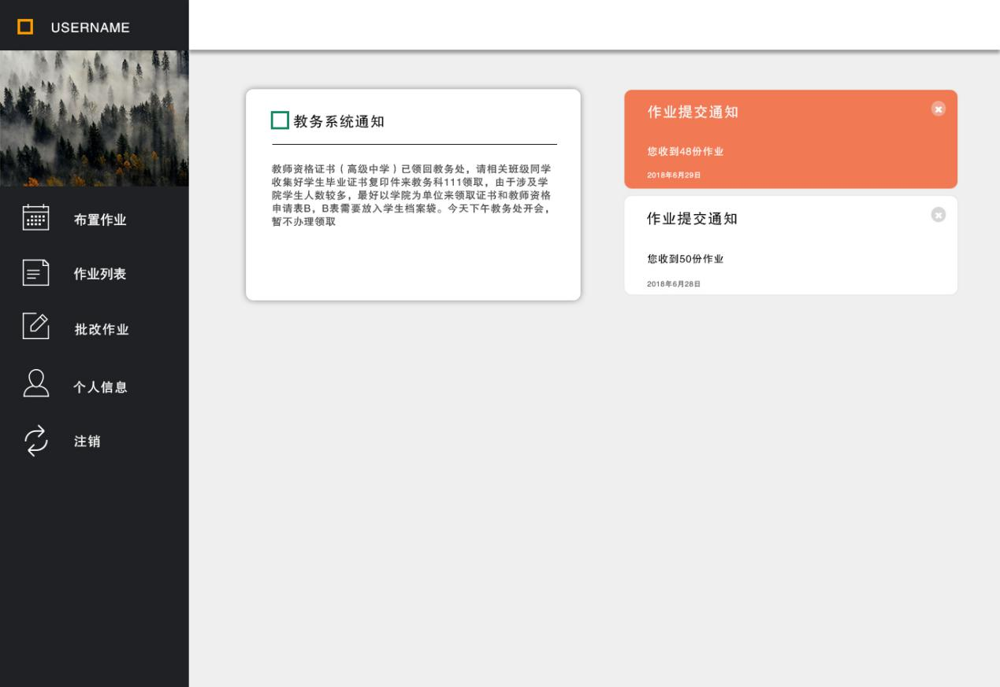 USERNAME
布置作业
作业列表
批改作业
个人信息
注销
教务系统通知
教师资格证书（高级中学）已领回教务处，请相关班级同学
收集好学生毕业证书复印件来教务科111领取，由于涉及学
院学生人数较多，最好以学院为单位来领取证书和教师资格
申请表B，B表需要放入学生档案袋。今天下午教务处开会，
暂不办理领取
作业提交通知
您收到48份作业
2018年6月29日
作业提交通知
您收到50份作业
2018年6月28日